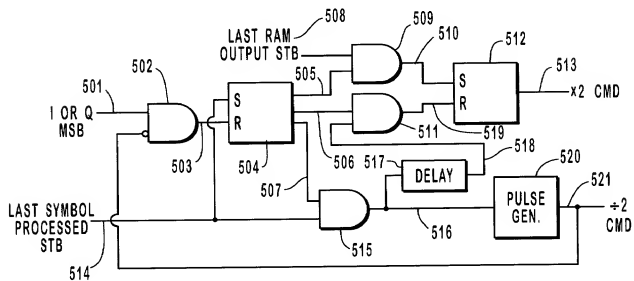 508
LAST RAM
OUTPUT STB
509
510
512
502
505
501
I OR Q
MSB
S
R
S
R
513
×2 CMD
511
519
503
504
506
517
518
520
507
DELAY
521
LAST SYMBOL
PROCESSED
STB
PULSE
GEN.
÷2
CMD
514
515
516